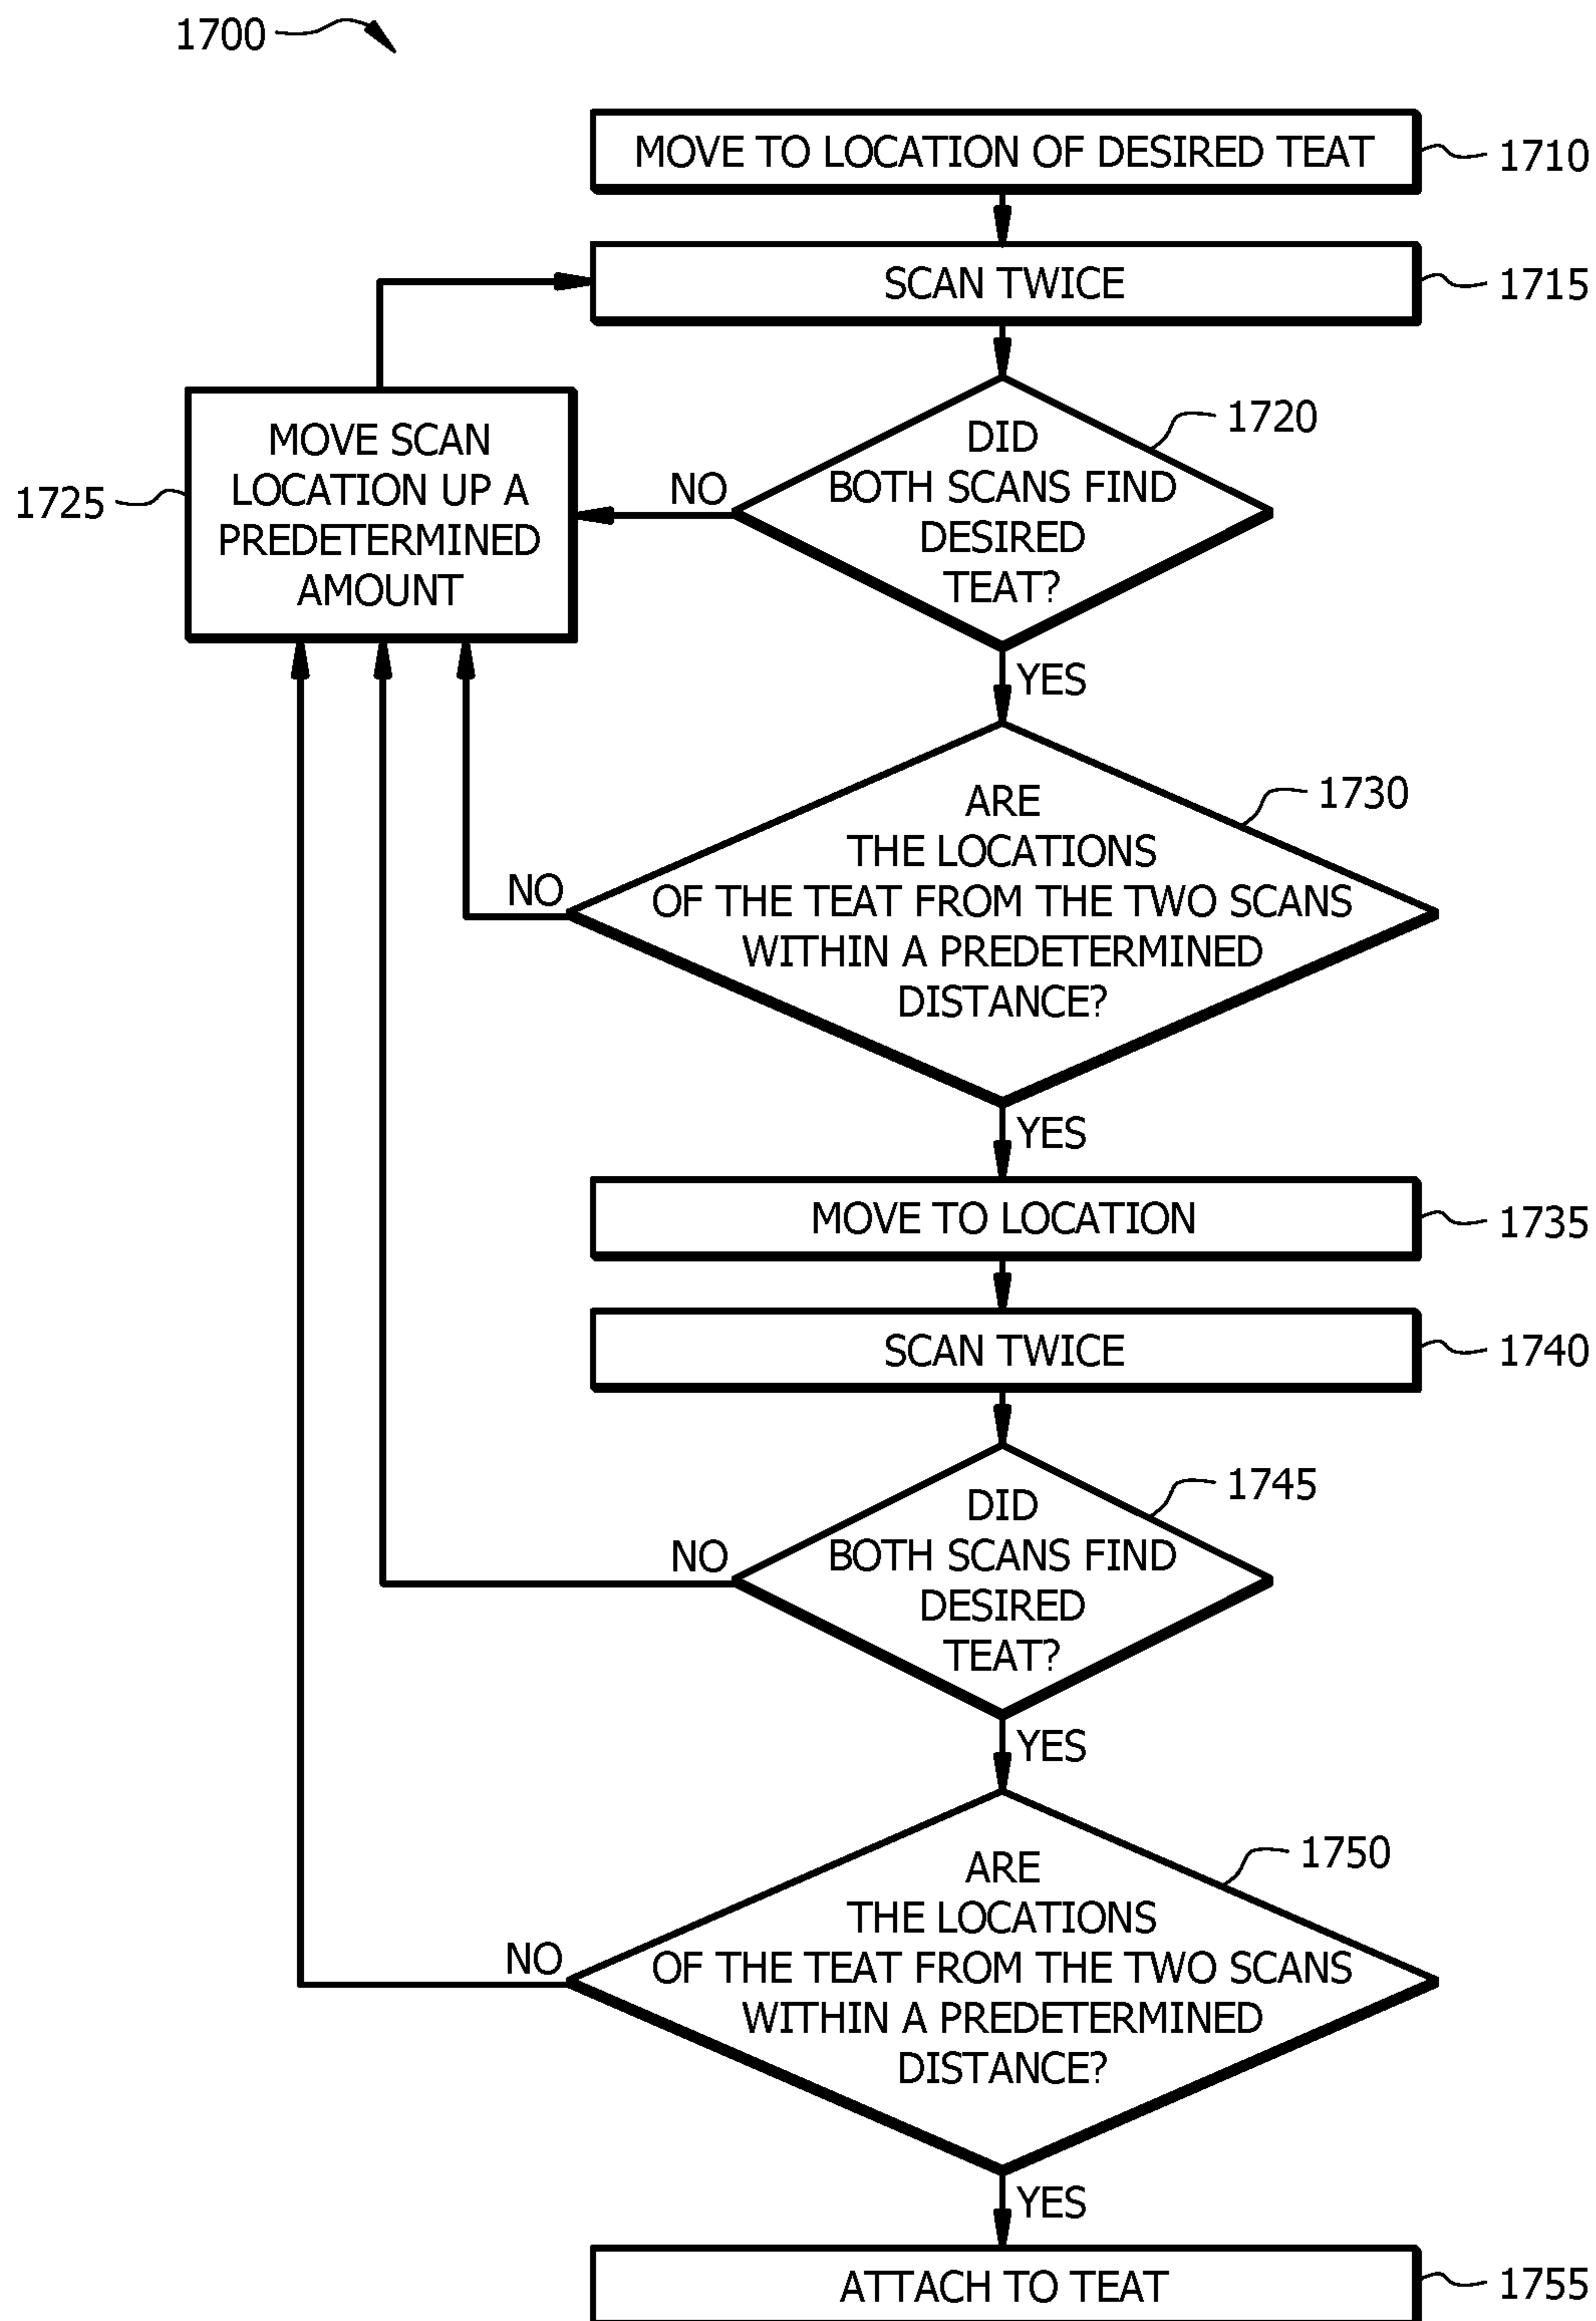 1700
MOVE TO LOCATION OF DESIRED TEAT
1710
SCAN TWICE
1715
DID
BOTH SCANS FIND
DESIRED
TEAT?
1720
NO
MOVE SCAN
LOCATION UP A
PREDETERMINED
AMOUNT
1725
YES
ARE
THE LOCATIONS
OF THE TEAT FROM THE TWO SCANS
WITHIN A PREDETERMINED
DISTANCE?
1730
NO
YES
MOVE TO LOCATION
1735
SCAN TWICE
1740
DID
BOTH SCANS FIND
DESIRED
TEAT?
1745
NO
YES
ARE
THE LOCATIONS
OF THE TEAT FROM THE TWO SCANS
WITHIN A PREDETERMINED
DISTANCE?
1750
NO
YES
ATTACH TO TEAT
1755